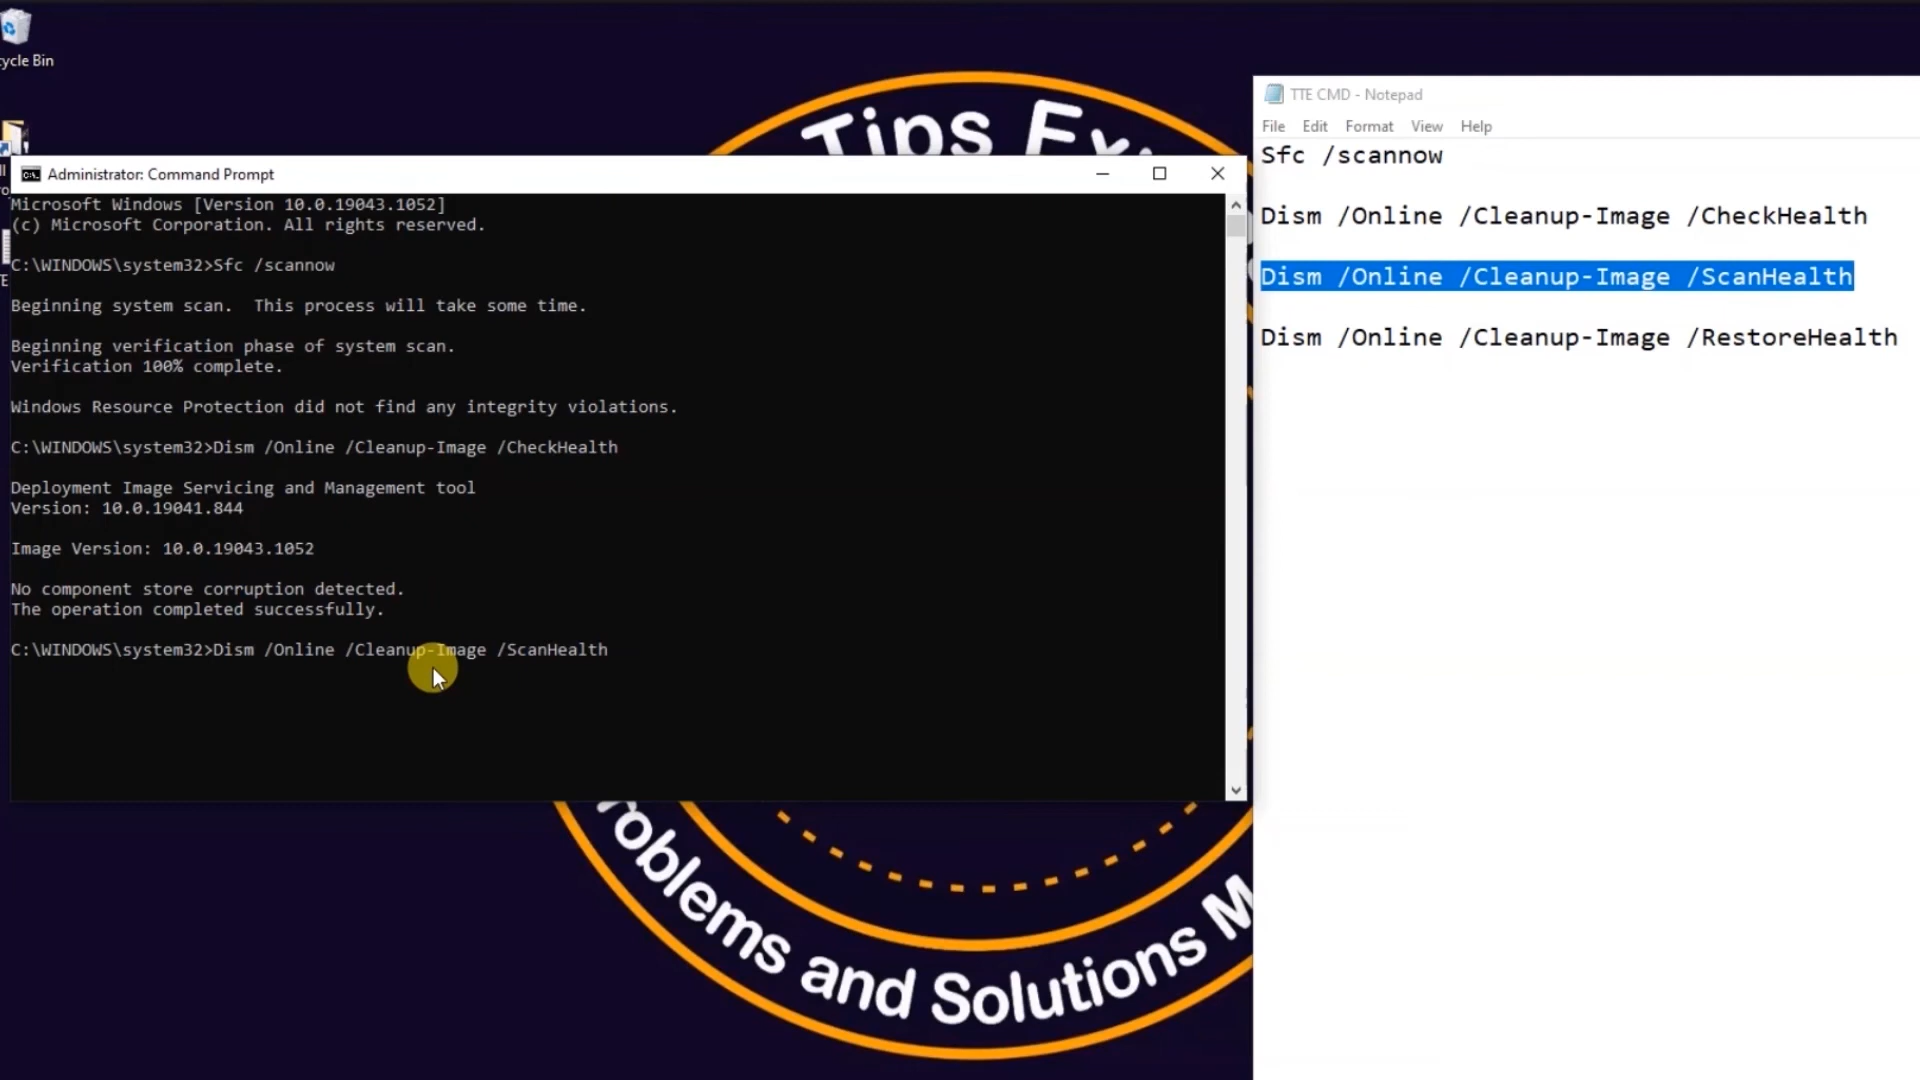 cycle Bin
Tips Ex
Administrator: Command Prompt
Microsoft Windows [Version 10.0.19043.1052]
(c) Microsoft Corporation. All rights reserved.
C:\WINDOWS\system32>Sfc /scannow
Beginning system scan.  This process will take some time.
Beginning verification phase of system scan.
Verification 100% complete.
Windows Resource Protection did not find any integrity violations.
C:\WINDOWS\system32>Dism /Online /Cleanup-Image /CheckHealth
Deployment Image Servicing and Management tool
Version: 10.0.19041.844
Image Version: 10.0.19043.1052
No component store corruption detected.
The operation completed successfully.
C:\WINDOWS\system32>Dism /Online /Cleanup-Image /ScanHealth
roblems and Solutions M
TTE CMD - Notepad
File Edit Format View Help
Sfc /scannow
Dism /Online /Cleanup-Image /CheckHealth
Dism /Online /Cleanup-Image /ScanHealth
Dism /Online /Cleanup-Image /RestoreHealth